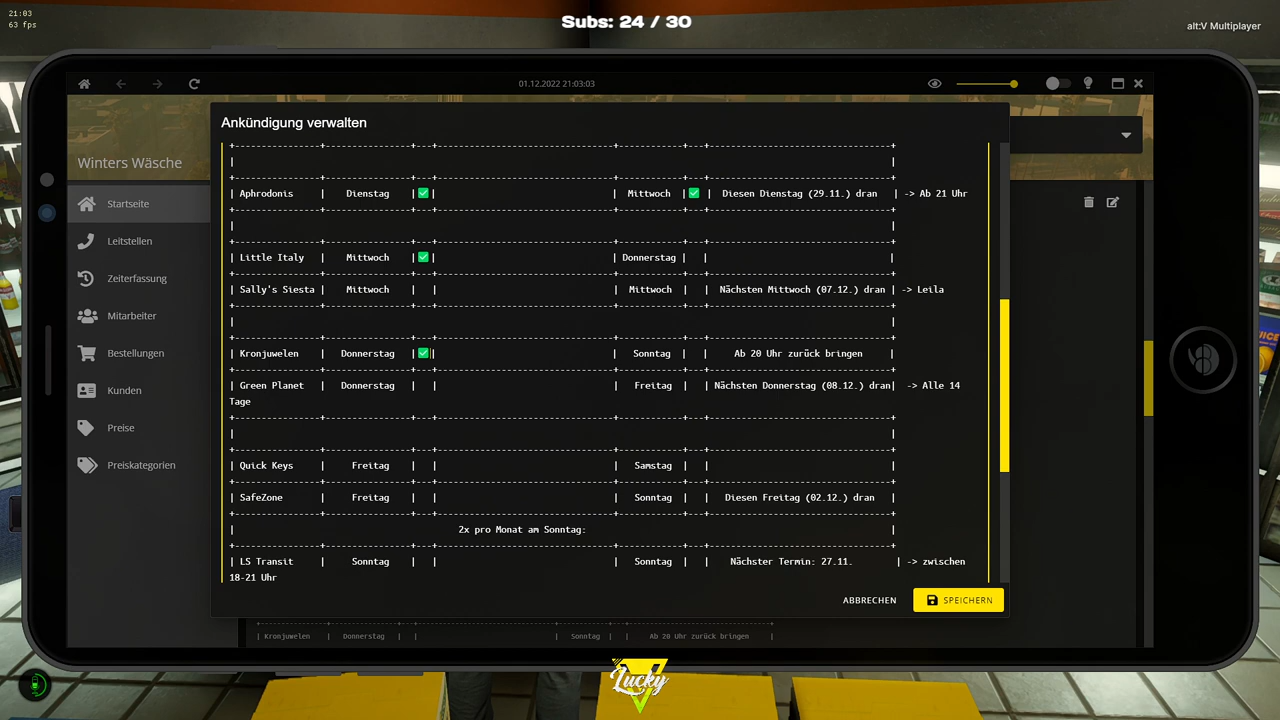 21:03
63 fps
Subs: 24 / 30
alt:V Multiplayer
01.12.2022 21:03:03
Ankündigung verwalten
Winters Wäsche
Startseite
Leitstellen
Zeiterfassung
Mitarbeiter
Bestellungen
Kunden
Preise
Preiskategorien
+-----------------+----------------+---+----------------------------------+-------------+---+-----------------------------------+
| |
+-----------------+----------------+---+----------------------------------+-------------+---+-----------------------------------+
| Aphrodonis | Dienstag | ✅ | | Mittwoch | ✅ | Diesen Dienstag (29.11.) dran | -> Ab 21 Uhr
+-----------------+----------------+---+----------------------------------+-------------+---+-----------------------------------+
| |
+-----------------+----------------+---+----------------------------------+-------------+---+-----------------------------------+
| Little Italy | Mittwoch | ✅ | | Donnerstag | | |
+-----------------+----------------+---+----------------------------------+-------------+---+-----------------------------------+
| Sally's Siesta | Mittwoch | | | Mittwoch | | Nächsten Mittwoch (07.12.) dran | -> Leila
+-----------------+----------------+---+----------------------------------+-------------+---+-----------------------------------+
| |
+-----------------+----------------+---+----------------------------------+-------------+---+-----------------------------------+
| Kronjuwelen | Donnerstag | ✅ | | Sonntag | | Ab 20 Uhr zurück bringen |
+-----------------+----------------+---+----------------------------------+-------------+---+-----------------------------------+
| Green Planet | Donnerstag | | | Freitag | | Nächsten Donnerstag (08.12.) dran| -> Alle 14
Tage
+-----------------+----------------+---+----------------------------------+-------------+---+-----------------------------------+
| |
+-----------------+----------------+---+----------------------------------+-------------+---+-----------------------------------+
| Quick Keys | Freitag | | | Samstag | | |
+-----------------+----------------+---+----------------------------------+-------------+---+-----------------------------------+
| SafeZone | Freitag | | | Sonntag | | Diesen Freitag (02.12.) dran |
+-----------------+----------------+---+----------------------------------+-------------+---+-----------------------------------+
| 2x pro Monat am Sonntag: |
+-----------------+----------------+---+----------------------------------+-------------+---+-----------------------------------+
| LS Transit | Sonntag | | | Sonntag | | Nächster Termin: 27.11. | -> zwischen
18-21 Uhr
ABBRECHEN
SPEICHERN
| Kronjuwelen | Donnerstag | | | Sonntag | | Ab 20 Uhr zurück bringen |
Lucky